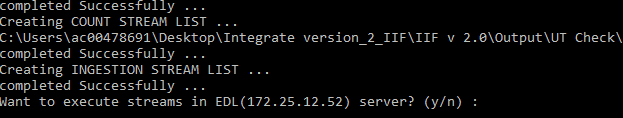 completed Successfully ...
Creating COUNT STREAM LIST ...
C:\Users\ac00478691\Desktop\Integrate version_2_IIF\IIF v 2.0\Output\UT Check\
completed Successfully ...
Creating INGESTION STREAM LIST ...
completed Successfully ...
Want to execute streams in EDL(172.25.12.52) server? (y/n) :